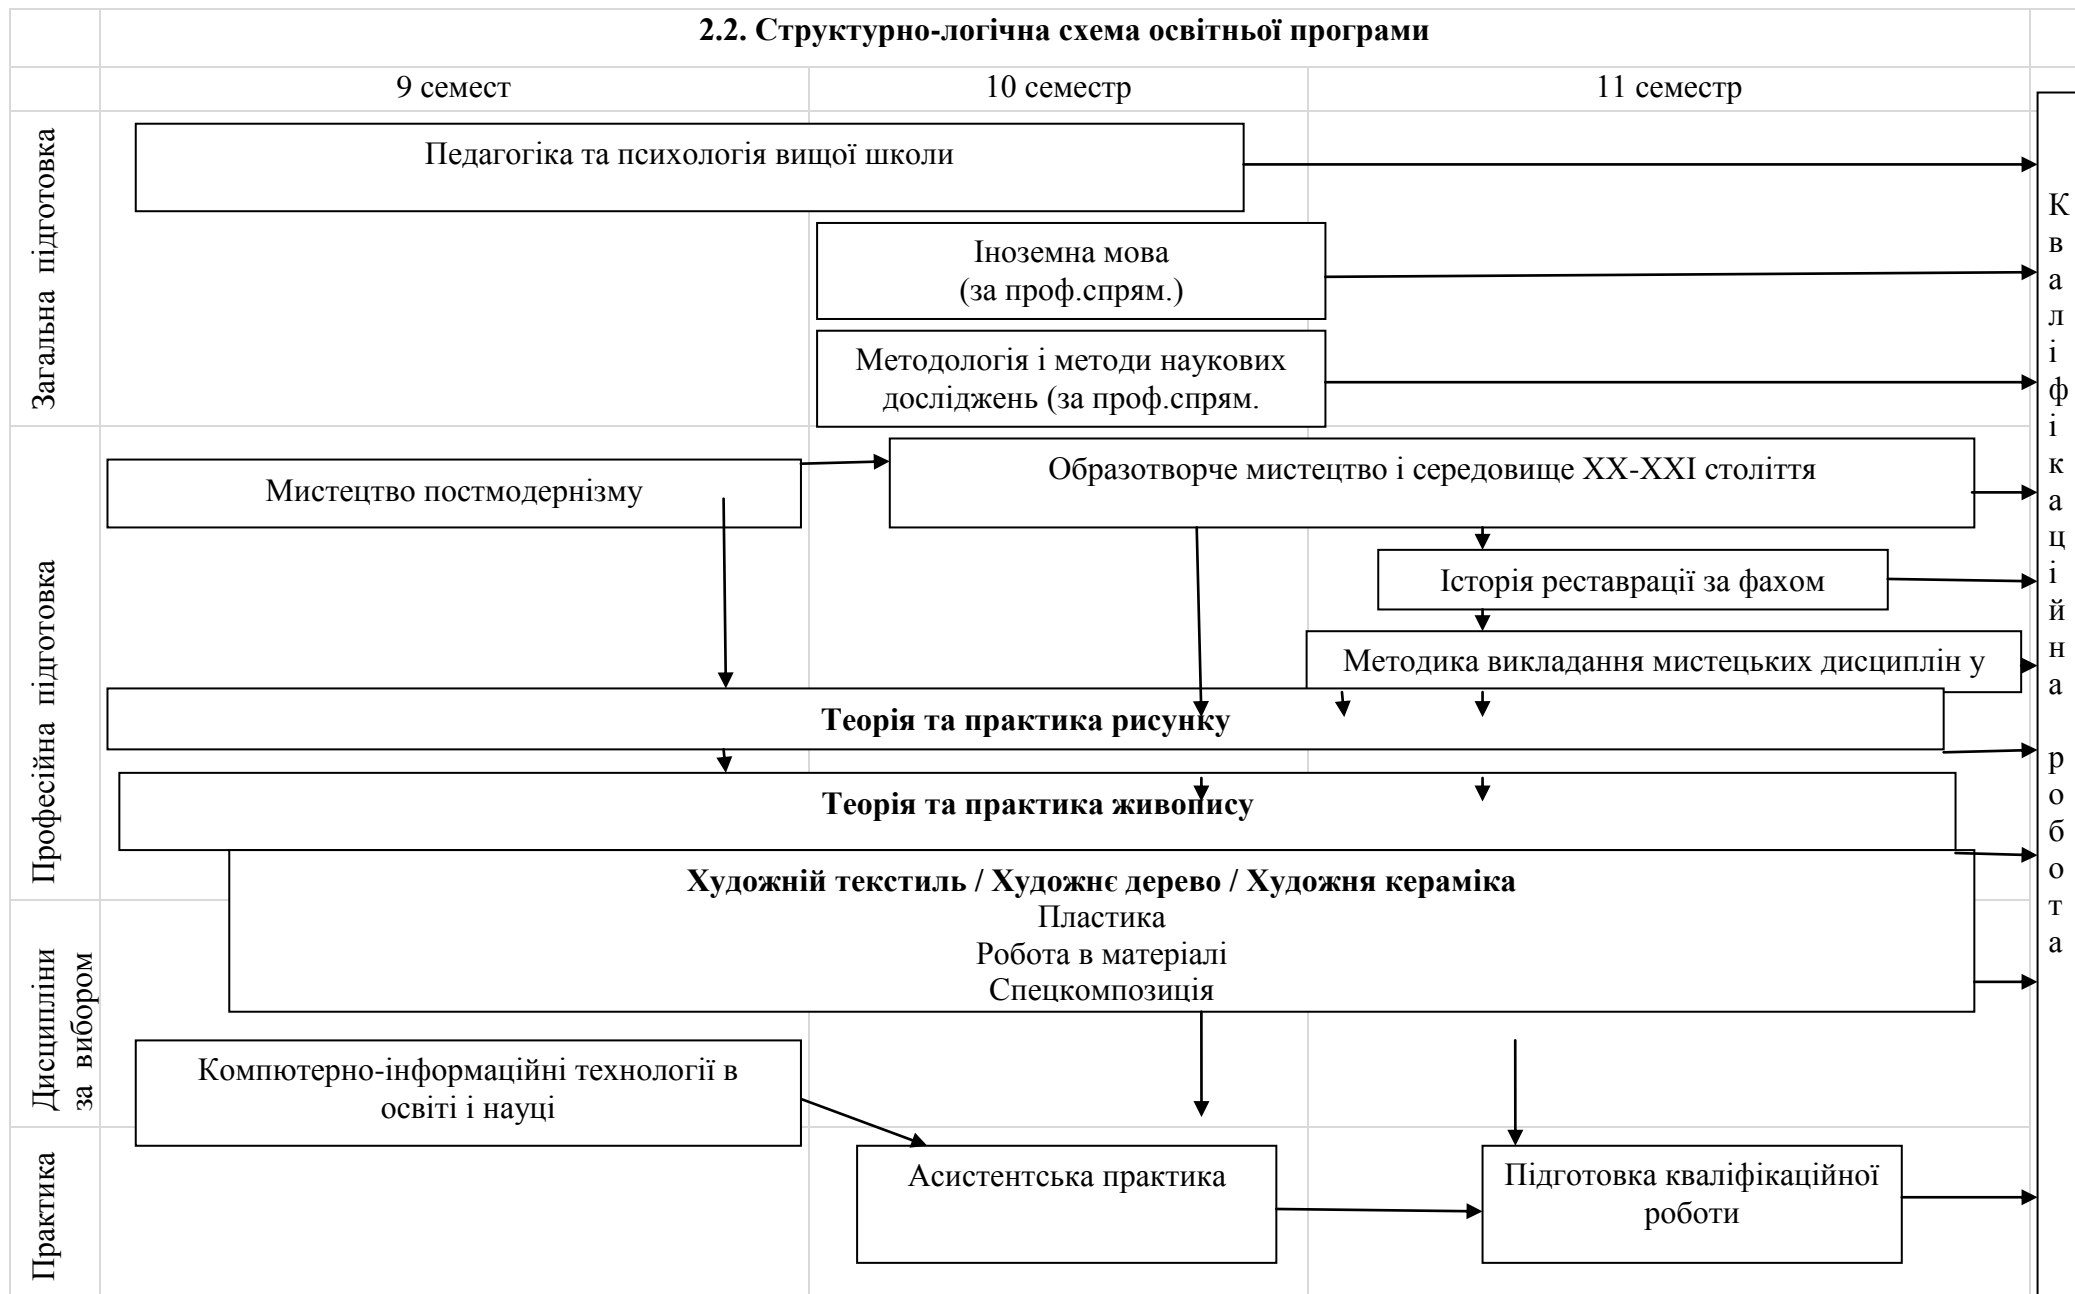 2.2. Структурно-логічна схема освітньої програми
9 семест
10 семестр
11 семестр
Загальна підготовка
Педагогіка та психологія вищої школи
Іноземна мова
(за проф.спрям.)
Методологія і методи наукових
досліджень (за проф.спрям.
Професійна підготовка
Мистецтво постмодернізму
Образотворче мистецтво і середовище ХХ-ХХІ століття
Історія реставрації за фахом
Методика викладання мистецьких дисциплін у
Теорія та практика рисунку
Теорія та практика живопису
Художній текстиль / Художнє дерево / Художня кераміка
Пластика
Робота в матеріалі
Спецкомпозиція
Дисципліни
за вибором
Компютерно-інформаційні технології в
освіті і науці
Практика
Асистентська практика
Підготовка кваліфікаційної
роботи
Кваліфікаційна робота